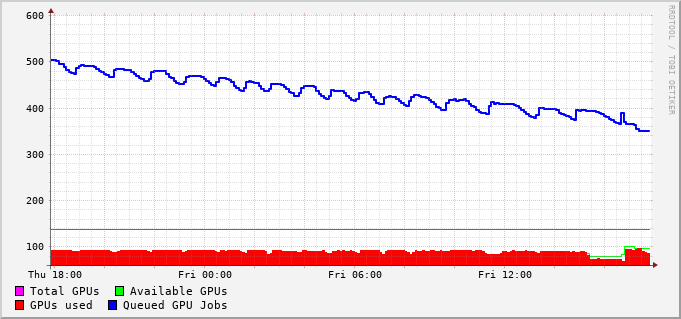 600
500
400
300
200
100
Thu 18:00 Fri 00:00 Fri 06:00 Fri 12:00
Total GPUs Available GPUs
GPUs used Queued GPU Jobs
RRDTOOL / TOBI OETIKER